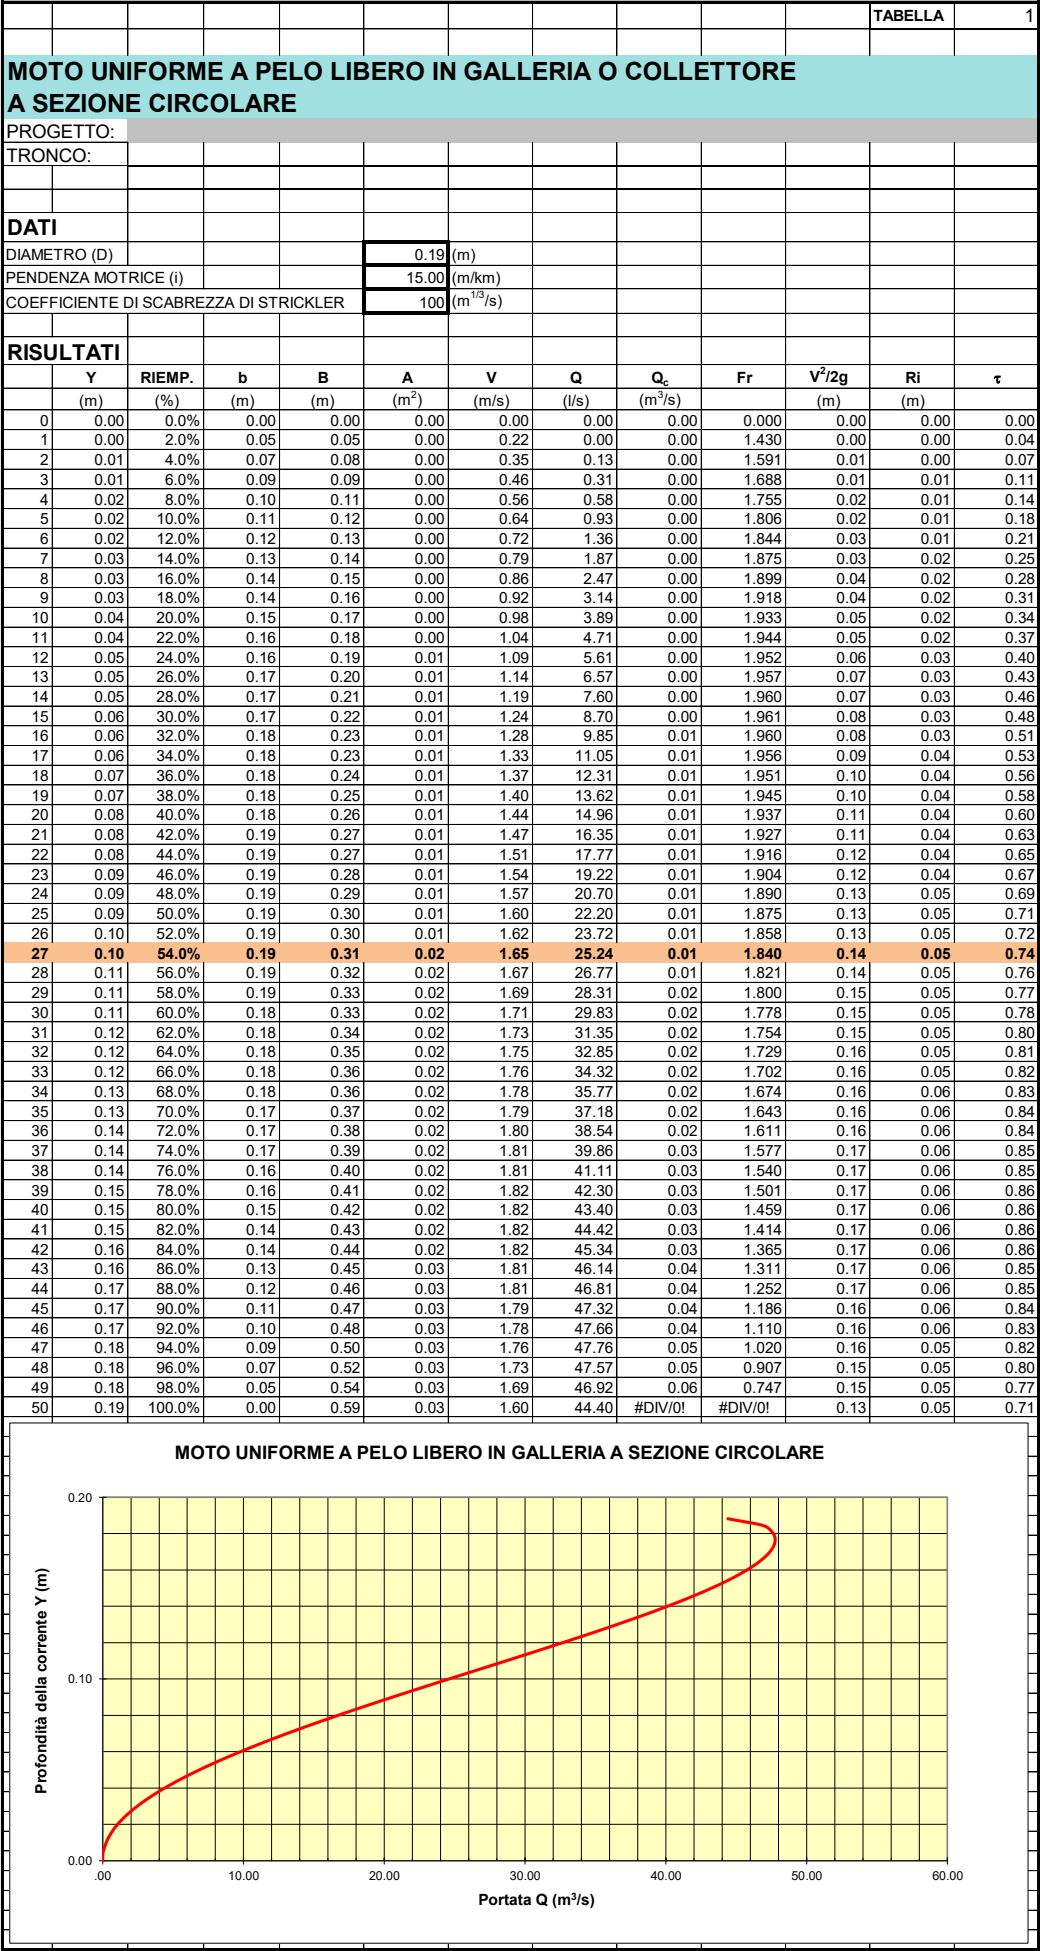 TABELLA 1
MOTO UNIFORME A PELO LIBERO IN GALLERIA O COLLETTORE
A SEZIONE CIRCOLARE
PROGETTO:
TRONCO:
DATI
DIAMETRO (D) 0.19 (m)
PENDENZA MOTRICE (i) 15.00 (m/km)
COEFFICIENTE DI SCABREZZA DI STRICKLER 100 (m1/3/s)
RISULTATI
Y RIEMP. b B A V Q Qc Fr V2/2g Ri τ
(m) (%) (m) (m) (m2) (m/s) (l/s) (m3/s) (m) (m)
0 0.00 0.0% 0.00 0.00 0.00 0.00 0.00 0.00 0.000 0.00 0.00 0.00
1 0.00 2.0% 0.05 0.05 0.00 0.22 0.00 0.00 1.430 0.00 0.00 0.04
2 0.01 4.0% 0.07 0.08 0.00 0.35 0.13 0.00 1.591 0.01 0.00 0.07
3 0.01 6.0% 0.09 0.09 0.00 0.46 0.31 0.00 1.688 0.01 0.01 0.11
4 0.02 8.0% 0.10 0.11 0.00 0.56 0.58 0.00 1.755 0.02 0.01 0.14
5 0.02 10.0% 0.11 0.12 0.00 0.64 0.93 0.00 1.806 0.02 0.01 0.18
6 0.02 12.0% 0.12 0.13 0.00 0.72 1.36 0.00 1.844 0.03 0.01 0.21
7 0.03 14.0% 0.13 0.14 0.00 0.79 1.87 0.00 1.875 0.03 0.02 0.25
8 0.03 16.0% 0.14 0.15 0.00 0.86 2.47 0.00 1.899 0.04 0.02 0.28
9 0.03 18.0% 0.14 0.16 0.00 0.92 3.14 0.00 1.918 0.04 0.02 0.31
10 0.04 20.0% 0.15 0.17 0.00 0.98 3.89 0.00 1.933 0.05 0.02 0.34
11 0.04 22.0% 0.16 0.18 0.00 1.04 4.71 0.00 1.944 0.05 0.02 0.37
12 0.05 24.0% 0.16 0.19 0.01 1.09 5.61 0.00 1.952 0.06 0.03 0.40
13 0.05 26.0% 0.17 0.20 0.01 1.14 6.57 0.00 1.957 0.07 0.03 0.43
14 0.05 28.0% 0.17 0.21 0.01 1.19 7.60 0.00 1.960 0.07 0.03 0.46
15 0.06 30.0% 0.17 0.22 0.01 1.24 8.70 0.00 1.961 0.08 0.03 0.48
16 0.06 32.0% 0.18 0.23 0.01 1.28 9.85 0.01 1.960 0.08 0.03 0.51
17 0.06 34.0% 0.18 0.23 0.01 1.33 11.05 0.01 1.956 0.09 0.04 0.53
18 0.07 36.0% 0.18 0.24 0.01 1.37 12.31 0.01 1.951 0.10 0.04 0.56
19 0.07 38.0% 0.18 0.25 0.01 1.40 13.62 0.01 1.945 0.10 0.04 0.58
20 0.08 40.0% 0.18 0.26 0.01 1.44 14.96 0.01 1.937 0.11 0.04 0.60
21 0.08 42.0% 0.19 0.27 0.01 1.47 16.35 0.01 1.927 0.11 0.04 0.63
22 0.08 44.0% 0.19 0.27 0.01 1.51 17.77 0.01 1.916 0.12 0.04 0.65
23 0.09 46.0% 0.19 0.28 0.01 1.54 19.22 0.01 1.904 0.12 0.04 0.67
24 0.09 48.0% 0.19 0.29 0.01 1.57 20.70 0.01 1.890 0.13 0.05 0.69
25 0.09 50.0% 0.19 0.30 0.01 1.60 22.20 0.01 1.875 0.13 0.05 0.71
26 0.10 52.0% 0.19 0.30 0.01 1.62 23.72 0.01 1.858 0.13 0.05 0.72
27 0.10 54.0% 0.19 0.31 0.02 1.65 25.24 0.01 1.840 0.14 0.05 0.74
28 0.11 56.0% 0.19 0.32 0.02 1.67 26.77 0.01 1.821 0.14 0.05 0.76
29 0.11 58.0% 0.19 0.33 0.02 1.69 28.31 0.02 1.800 0.15 0.05 0.77
30 0.11 60.0% 0.18 0.33 0.02 1.71 29.83 0.02 1.778 0.15 0.05 0.78
31 0.12 62.0% 0.18 0.34 0.02 1.73 31.35 0.02 1.754 0.15 0.05 0.80
32 0.12 64.0% 0.18 0.35 0.02 1.75 32.85 0.02 1.729 0.16 0.05 0.81
33 0.12 66.0% 0.18 0.36 0.02 1.76 34.32 0.02 1.702 0.16 0.05 0.82
34 0.13 68.0% 0.18 0.36 0.02 1.78 35.77 0.02 1.674 0.16 0.06 0.83
35 0.13 70.0% 0.17 0.37 0.02 1.79 37.18 0.02 1.643 0.16 0.06 0.84
36 0.14 72.0% 0.17 0.38 0.02 1.80 38.54 0.02 1.611 0.16 0.06 0.84
37 0.14 74.0% 0.17 0.39 0.02 1.81 39.86 0.03 1.577 0.17 0.06 0.85
38 0.14 76.0% 0.16 0.40 0.02 1.81 41.11 0.03 1.540 0.17 0.06 0.85
39 0.15 78.0% 0.16 0.41 0.02 1.82 42.30 0.03 1.501 0.17 0.06 0.86
40 0.15 80.0% 0.15 0.42 0.02 1.82 43.40 0.03 1.459 0.17 0.06 0.86
41 0.15 82.0% 0.14 0.43 0.02 1.82 44.42 0.03 1.414 0.17 0.06 0.86
42 0.16 84.0% 0.14 0.44 0.02 1.82 45.34 0.03 1.365 0.17 0.06 0.86
43 0.16 86.0% 0.13 0.45 0.03 1.81 46.14 0.04 1.311 0.17 0.06 0.85
44 0.17 88.0% 0.12 0.46 0.03 1.81 46.81 0.04 1.252 0.17 0.06 0.85
45 0.17 90.0% 0.11 0.47 0.03 1.79 47.32 0.04 1.186 0.16 0.06 0.84
46 0.17 92.0% 0.10 0.48 0.03 1.78 47.66 0.04 1.110 0.16 0.06 0.83
47 0.18 94.0% 0.09 0.50 0.03 1.76 47.76 0.05 1.020 0.16 0.05 0.82
48 0.18 96.0% 0.07 0.52 0.03 1.73 47.57 0.05 0.907 0.15 0.05 0.80
49 0.18 98.0% 0.05 0.54 0.03 1.69 46.92 0.06 0.747 0.15 0.05 0.77
50 0.19 100.0% 0.00 0.59 0.03 1.60 44.40 #DIV/0! #DIV/0! 0.13 0.05 0.71
MOTO UNIFORME A PELO LIBERO IN GALLERIA A SEZIONE CIRCOLARE
0.20
0.10
0.00
Profondità della corrente Y (m)
.00 10.00 20.00 30.00 40.00 50.00 60.00
Portata Q (m3/s)